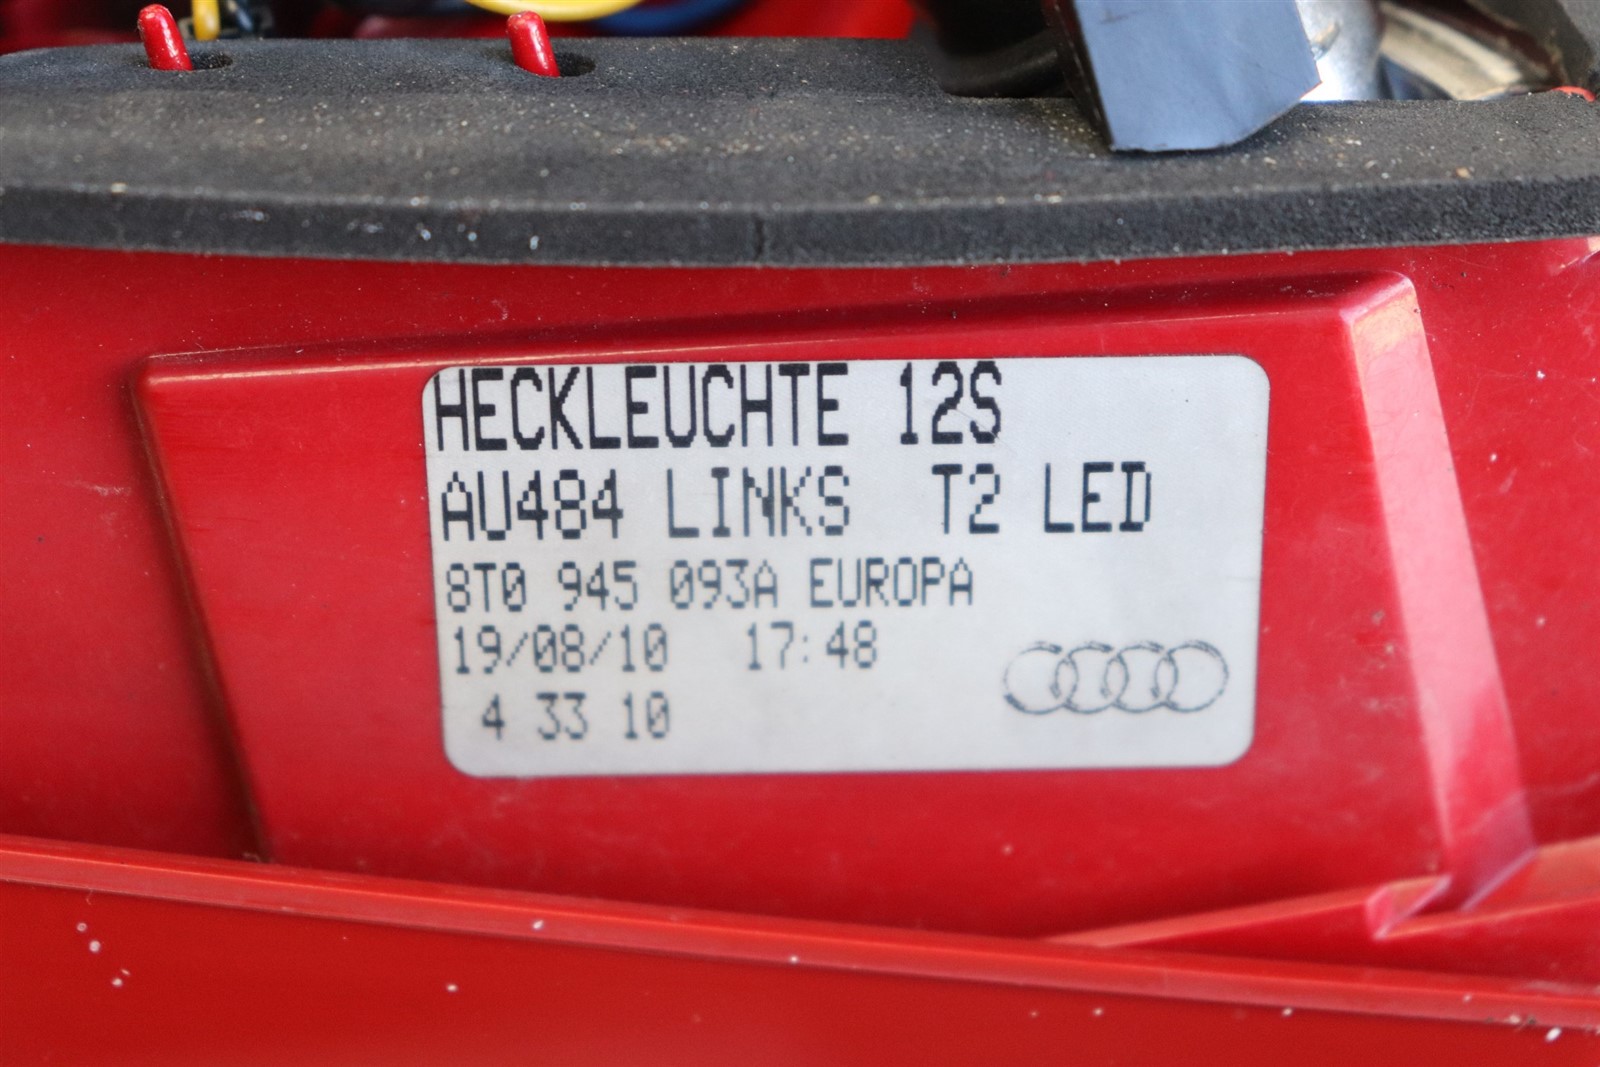 HECKLEUCHTE 12S
AU484 LINKS T2 LED
8T0 945 093A EUROPA
19/08/10 17:48
4 33 10